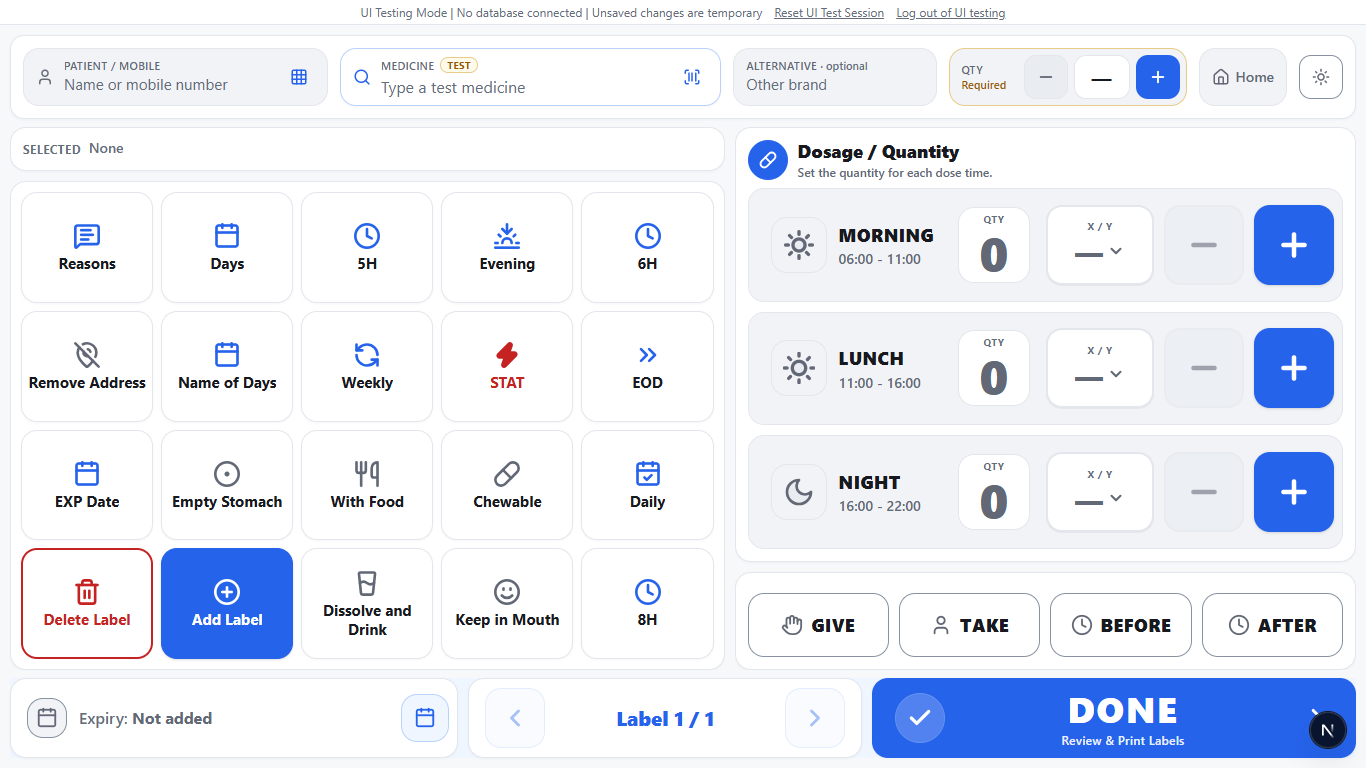 UI Testing Mode | No database connected | Unsaved changes are temporary Reset UI Test Session Log out of UI testing
PATIENT / MOBILE
Name or mobile number
MEDICINE TEST
Type a test medicine
ALTERNATIVE · optional
Other brand
QTY
Required
—
Home
SELECTED None
Reasons
Days
5H
Evening
6H
Remove Address
Name of Days
Weekly
STAT
EOD
EXP Date
Empty Stomach
With Food
Chewable
Daily
Delete Label
Add Label
Dissolve and
Drink
Keep in Mouth
8H
Dosage / Quantity
Set the quantity for each dose time.
MORNING
06:00 - 11:00
QTY
0
X / Y
—
LUNCH
11:00 - 16:00
QTY
0
X / Y
—
NIGHT
16:00 - 22:00
QTY
0
X / Y
—
GIVE
TAKE
BEFORE
AFTER
Expiry: Not added
Label 1 / 1
DONE
Review & Print Labels
N